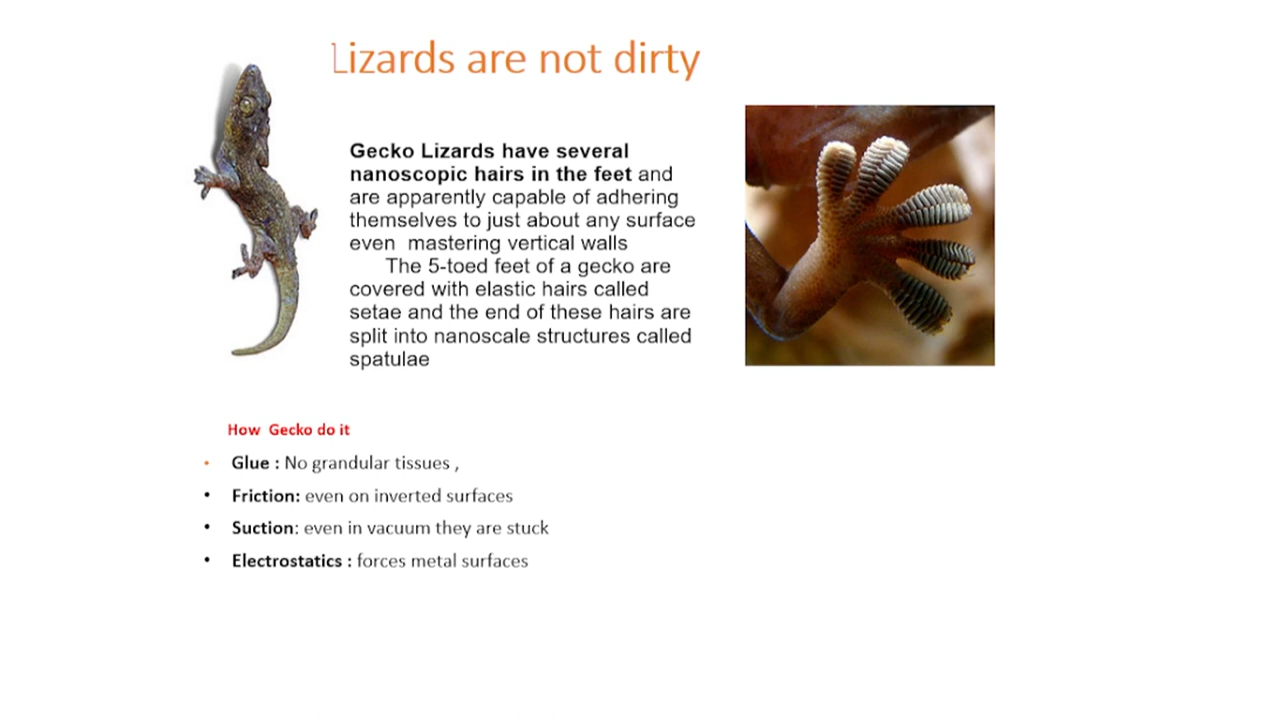 Lizards are not dirty
Gecko Lizards have several
nanoscopic hairs in the feet and
are apparently capable of adhering
themselves to just about any surface
even mastering vertical walls
The 5-toed feet of a gecko are
covered with elastic hairs called
setae and the end of these hairs are
split into nanoscale structures called
spatulae
How Gecko do it
• Glue : No grandular tissues ,
• Friction: even on inverted surfaces
• Suction: even in vacuum they are stuck
• Electrostatics : forces metal surfaces